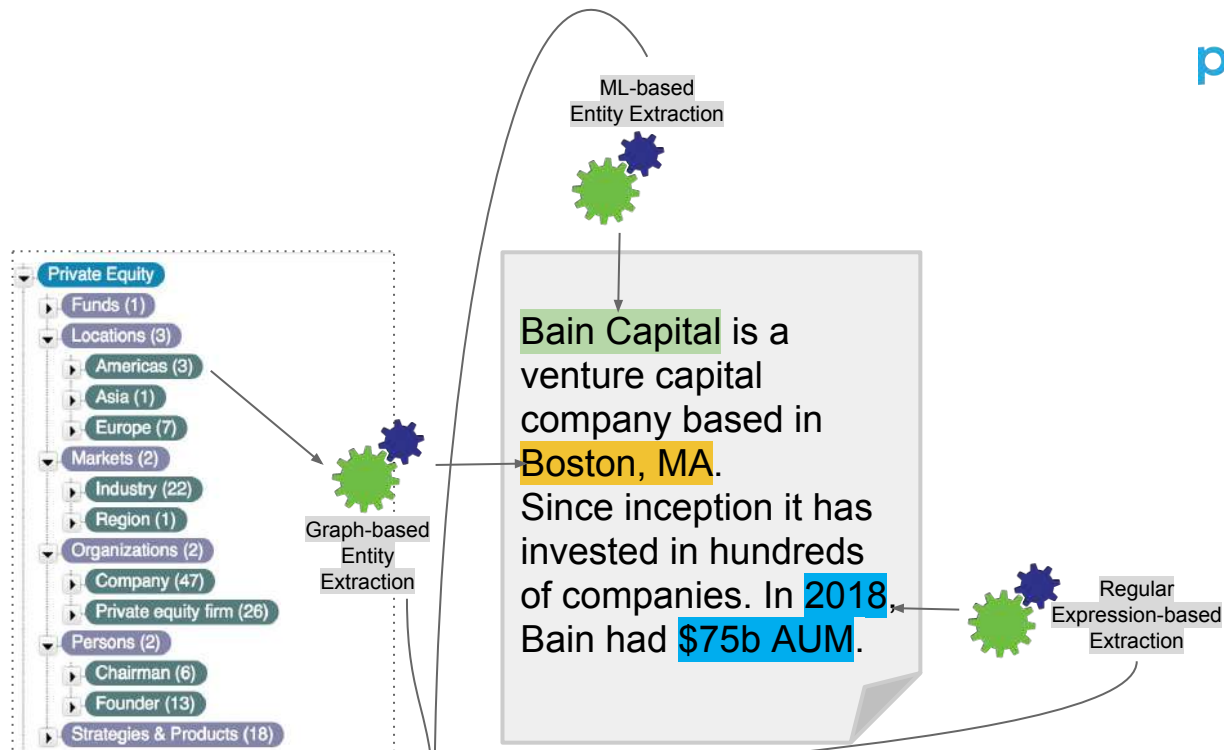 ML-based
Entity Extraction
p
Private Equity
Funds (1)
Locations (3)
Americas (3)
Asia (1)
Europe (7)
Markets (2)
Industry (22)
Region (1)
Organizations (2)
Company (47)
Private equity firm (26)
Persons (2)
Chairman (6)
Founder (13)
Strategies & Products (18)
Graph-based
Entity
Extraction
Bain Capital is a
venture capital
company based in
Boston, MA.
Since inception it has
invested in hundreds
of companies. In 2018,
Bain had $75b AUM.
Regular
Expression-based
Extraction